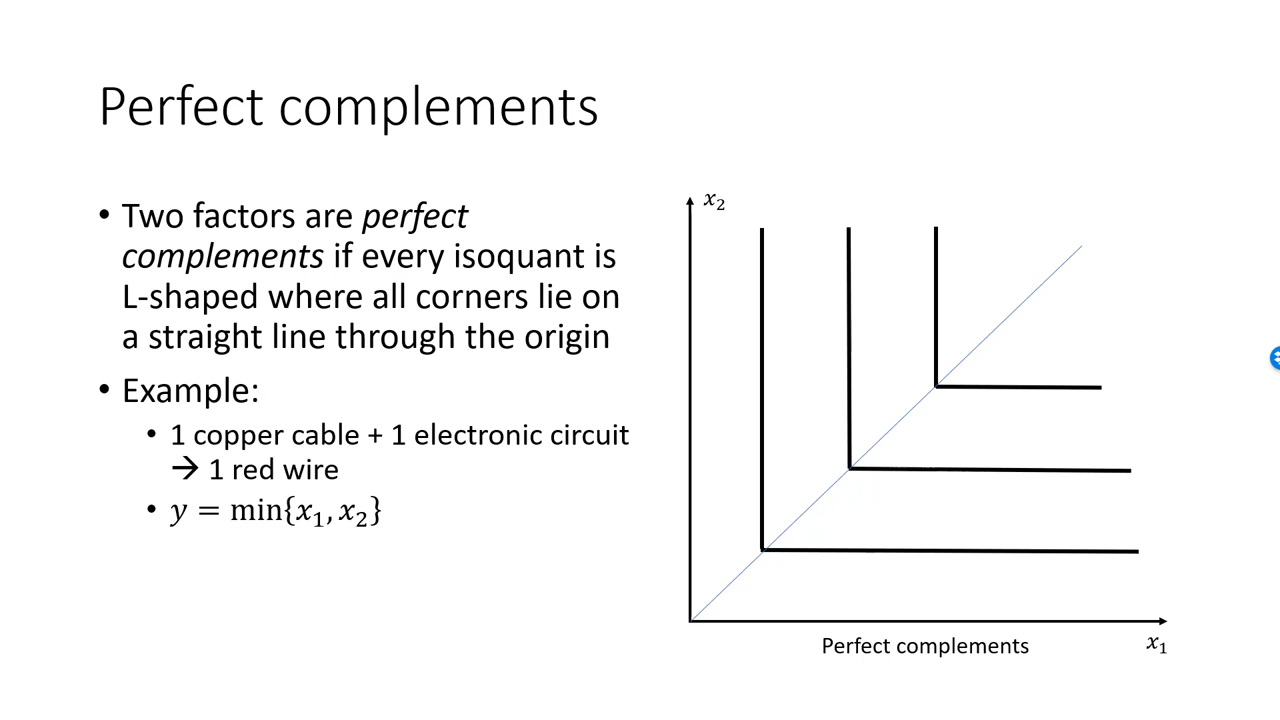 Perfect complements
• Two factors are perfect
complements if every isoquant is
L-shaped where all corners lie on
a straight line through the origin
• Example:
• 1 copper cable + 1 electronic circuit
→ 1 red wire
• y = min{x₁, x₂}
x₂
x₁
Perfect complements